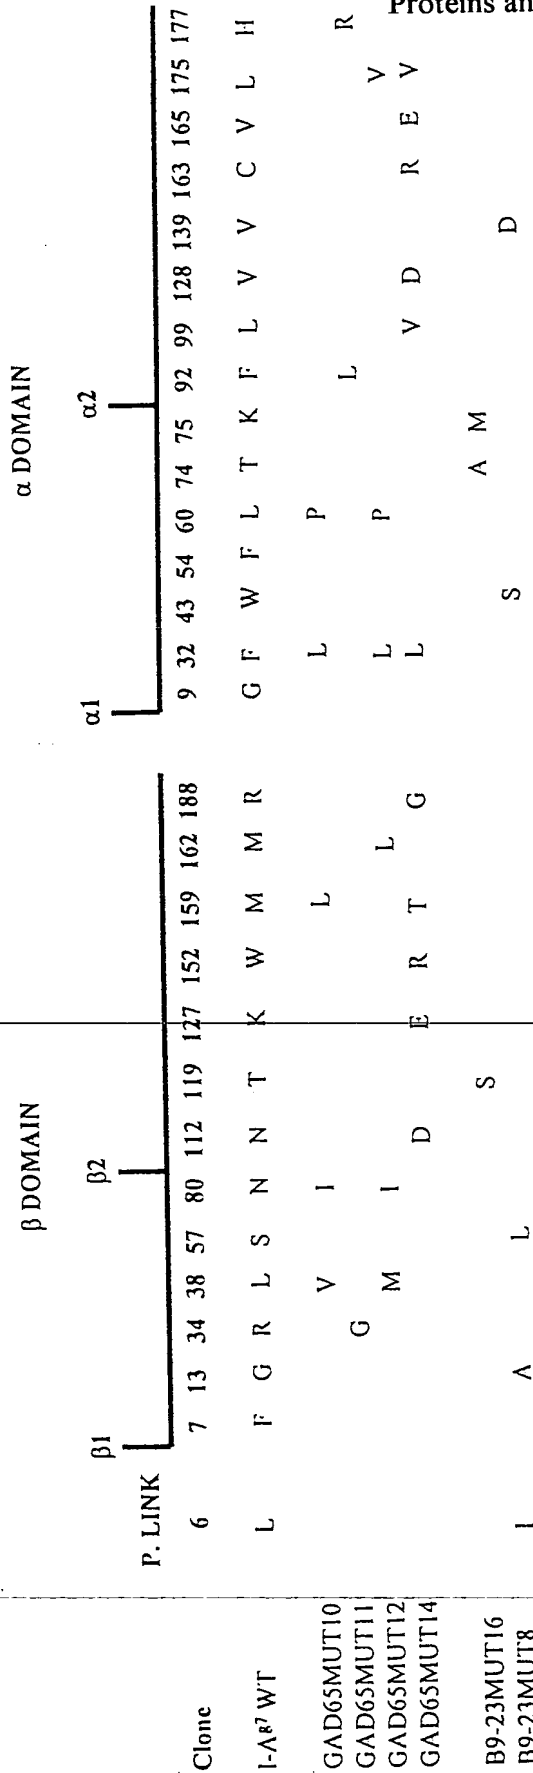 Proteins an
β DOMAIN α DOMAIN
β1 β2 α1 α2
P. LINK
Clone 6 7 13 34 38 57 80 112 119 127 152 159 162 188 9 32 43 54 60 74 75 92 99 128 139 163 165 175 177
I-Ag7 WT L F G R L S N N T K W M M R G F W F L T K F L V V C V L H
GAD65MUT10 V I L L P
GAD65MUT11 G L R
GAD65MUT12 M I L L P V
GAD65MUT14 D E R T G L V D R E V
B9-23MUT16 S A M
B9-23MUT8 I A L S D